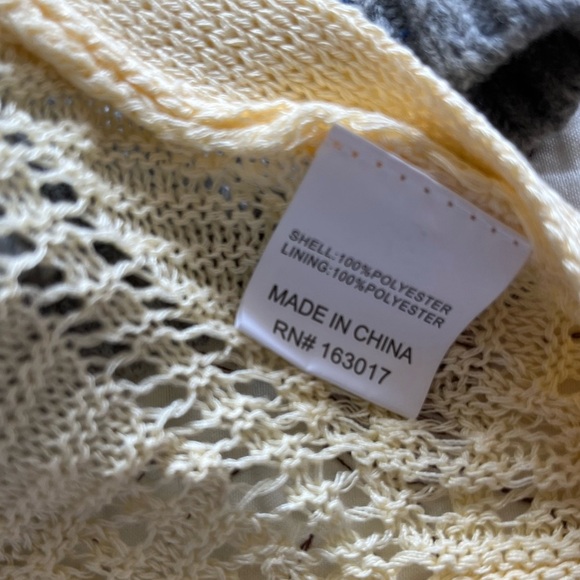 SHELL:100%POLYESTER
LINING:100%POLYESTER
MADE IN CHINA
RN# 163017